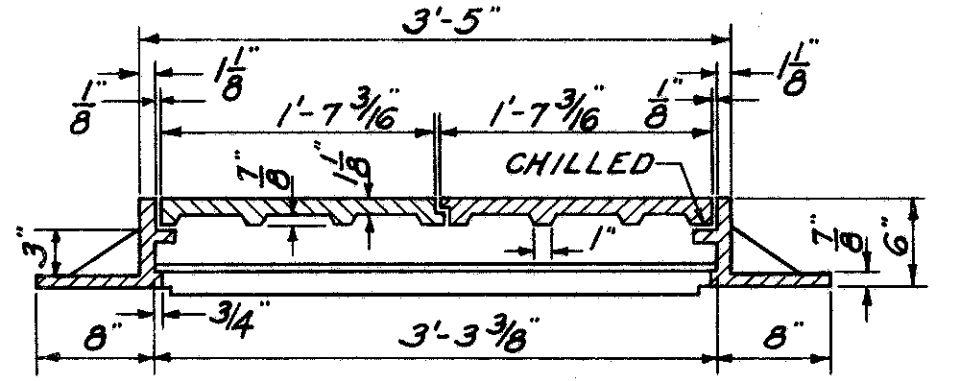 3'-5"
1 1/8" 1 1/8"
1/8" 1'-7 3/16" 1'-7 3/16" 1/8"
7/8" 1 1/8" CHILLED
3" 1" 7/8" 6"
3/4"
8" 3'-3 3/8" 8"